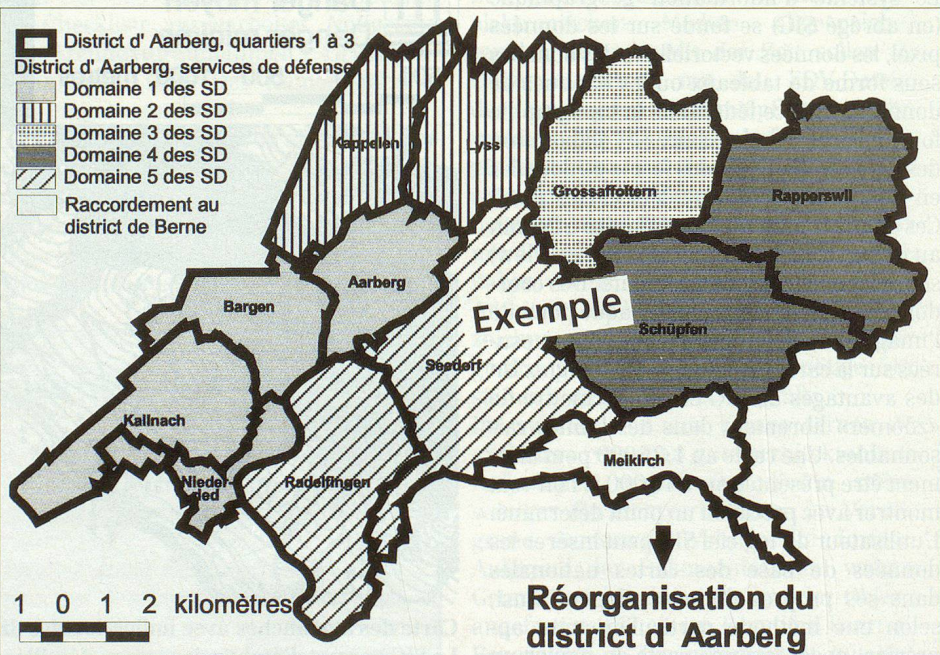 District d' Aarberg, quartiers 1 à 3
District d' Aarberg, services de défense
Domaine 1 des SD
Domaine 2 des SD
Domaine 3 des SD
Domaine 4 des SD
Domaine 5 des SD
Raccordement au
district de Berne
Kappelen
Lyss
Grossaffoltern
Rapperswil
Bargen
Aarberg
Exemple
Schüpfen
Seedorf
Kallnach
Nieder-
ried
Radelfingen
Meikirch
1 0 1 2 kilomètres
Réorganisation du
district d' Aarberg